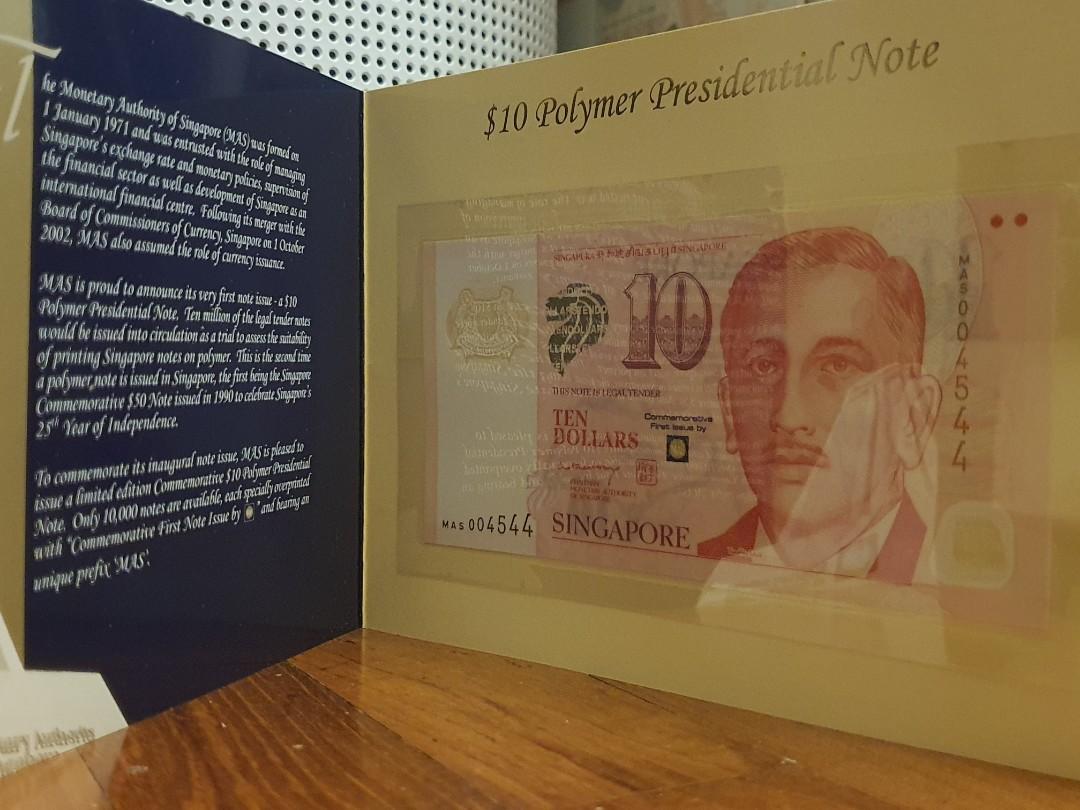 The Monetary Authority of Singapore (MAS) was formed on
1 January 1971 and was entrusted with the role of managing
Singapore's exchange rate and monetary policies, supervision of
the financial sector as well as development of Singapore as an
international financial centre. Following its merger with the
Board of Commissioners of Currency, Singapore on 1 October
2002, MAS also assumed the role of currency issuance.
MAS is proud to announce its very first note issue - a $10
Polymer Presidential Note. Ten million of the legal tender notes
would be issued into circulation as a trial to assess the suitability
of printing Singapore notes on polymer. This is the second time
a polymer note is issued in Singapore, the first being the Singapore
Commemorative $50 Note issued in 1990 to celebrate Singapore's
25th Year of Independence.
To commemorate its inaugural note issue, MAS is pleased to
issue a limited edition Commemorative $10 Polymer Presidential
Note. Only 10,000 notes are available, each specially overprinted
with "Commemorative First Note Issue by " and bearing an
unique prefix 'MAS'.
$10 Polymer Presidential Note
SINGAPURA SINGAPORE
10
THIS NOTE IS LEGAL TENDER
TEN
DOLLARS
Commemorative
First Issue by
MONETARY AUTHORITY
OF SINGAPORE
MAS 004544
SINGAPORE
MAS004544